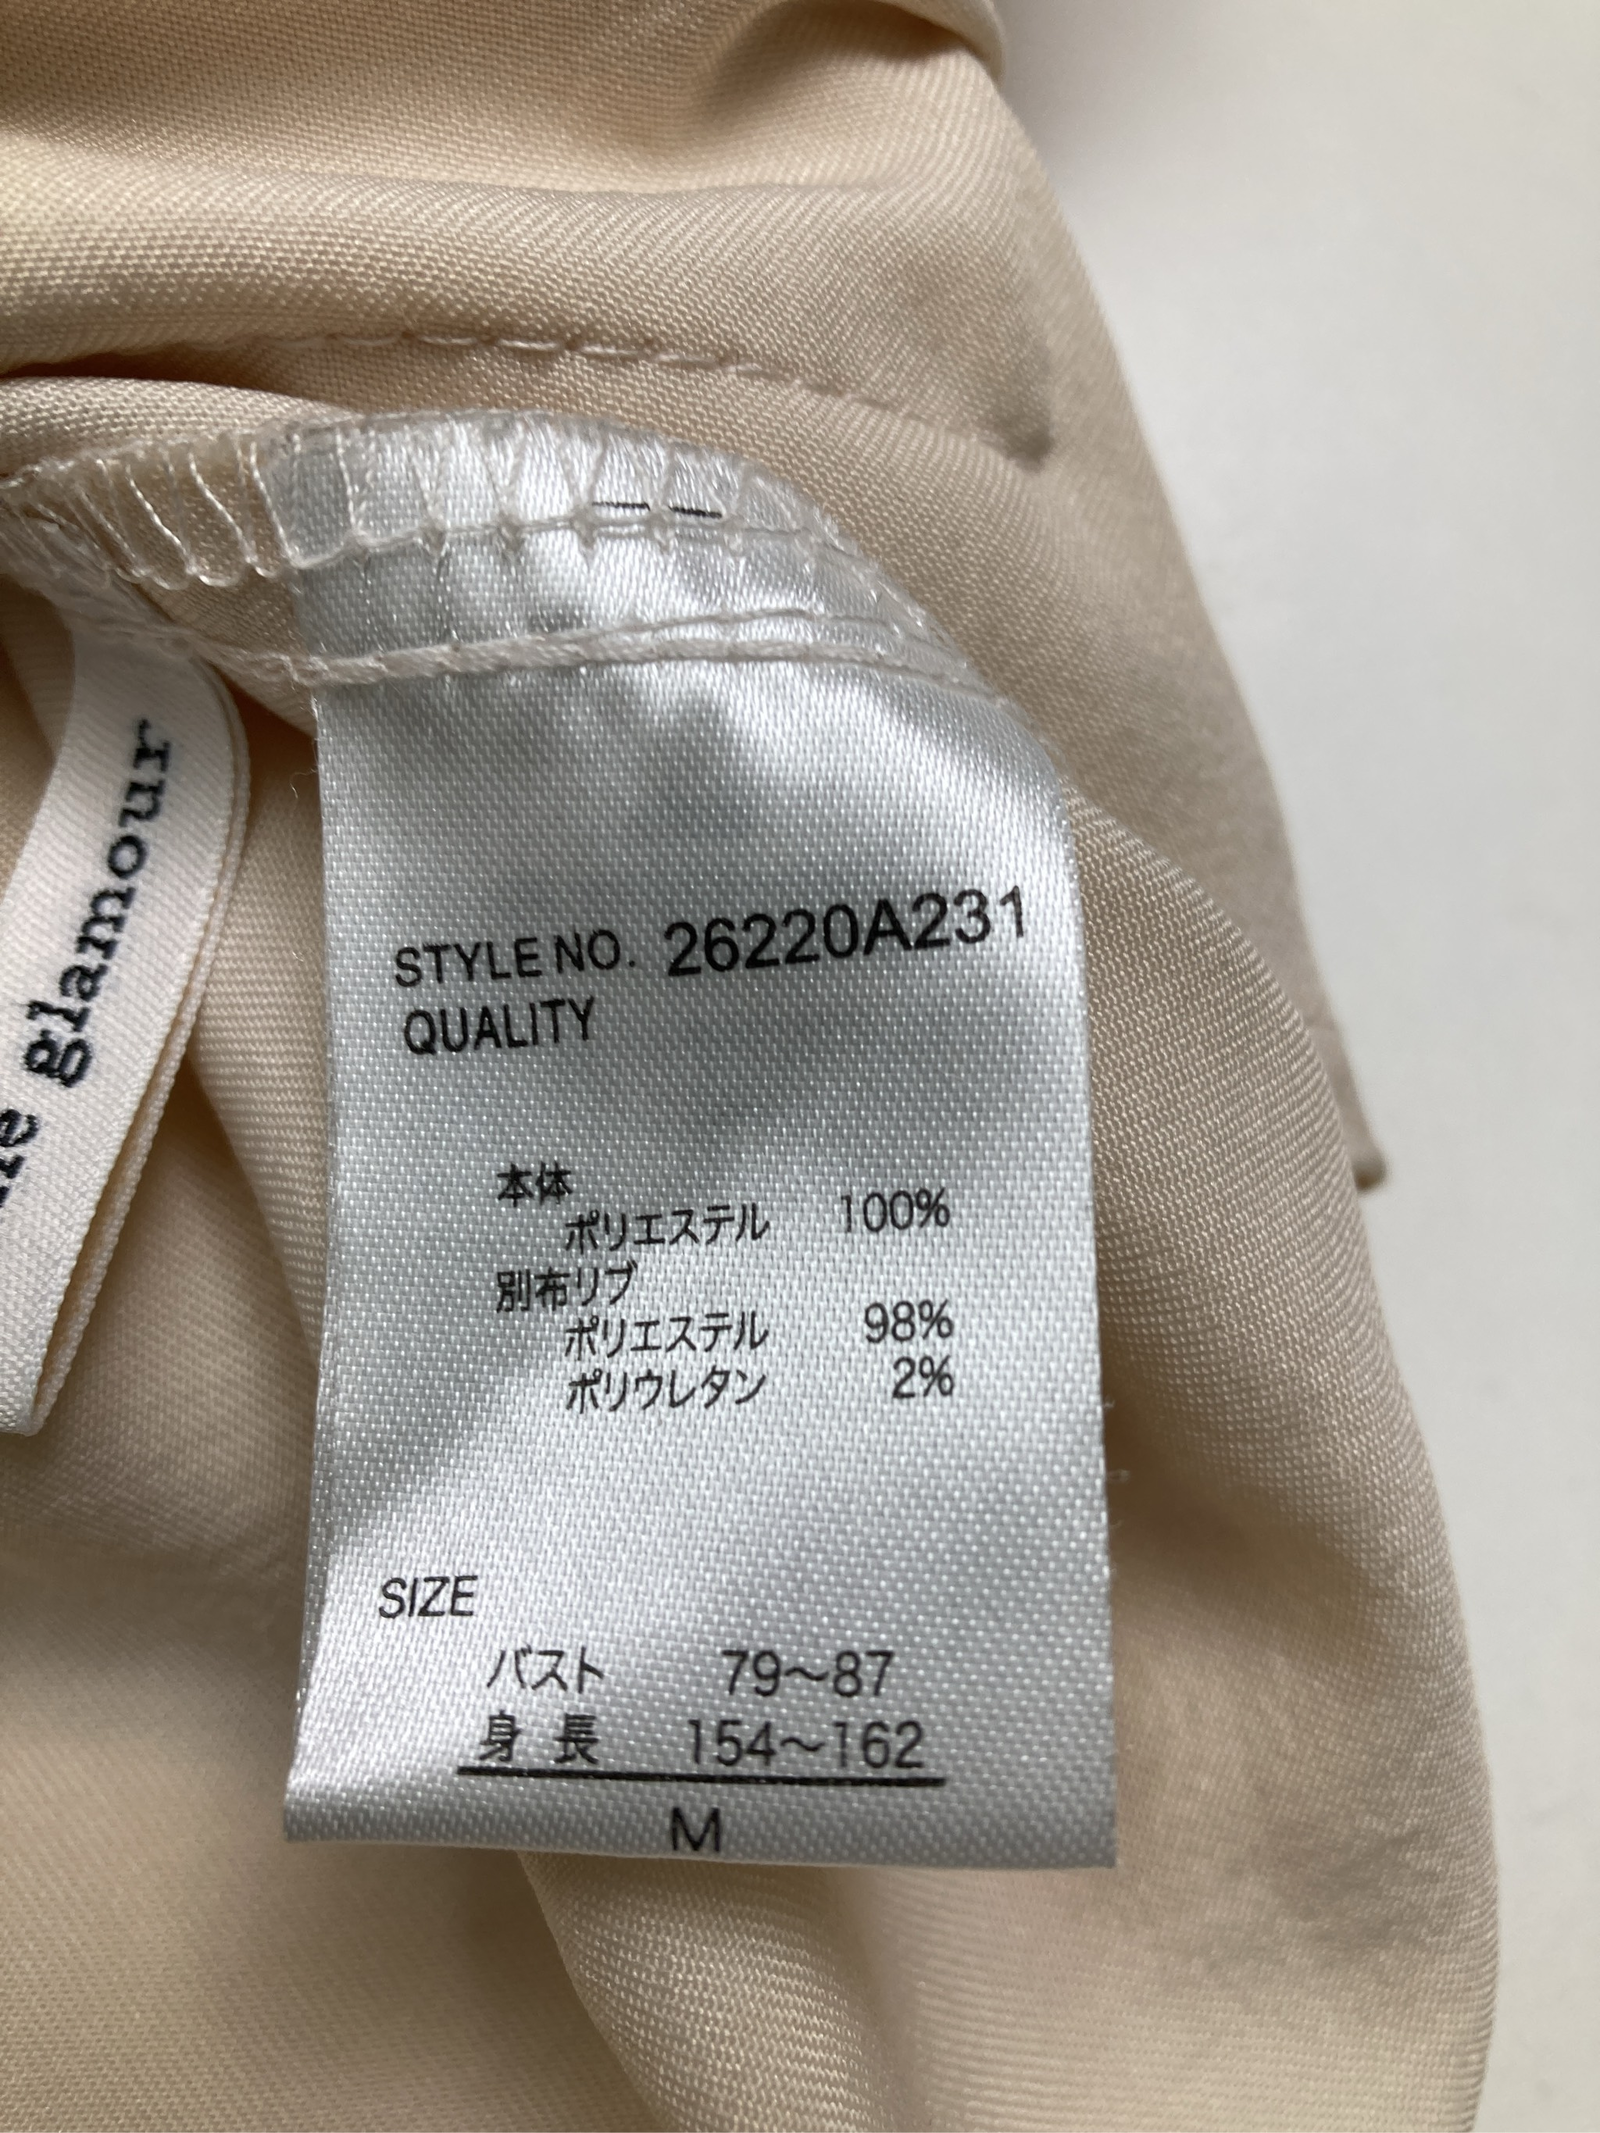 glamour
STYLE NO. 26220A231
QUALITY
本体
ポリエステル 100%
別布リブ
ポリエステル 98%
ポリウレタン 2%
SIZE
バスト 79〜87
身長 154〜162
M